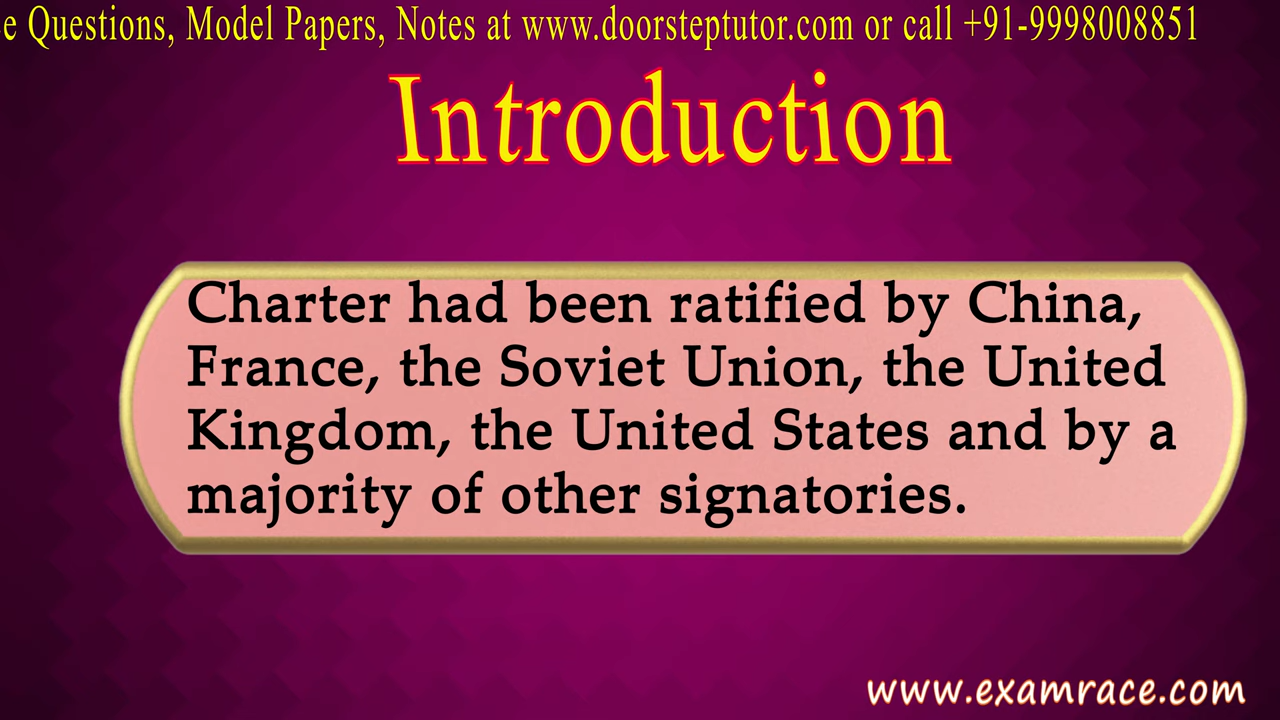 Questions, Model Papers, Notes at www.doorsteptutor.com or call +91-9998008851
Introduction
Charter had been ratified by China,
France, the Soviet Union, the United
Kingdom, the United States and by a
majority of other signatories.
www.examrace.com